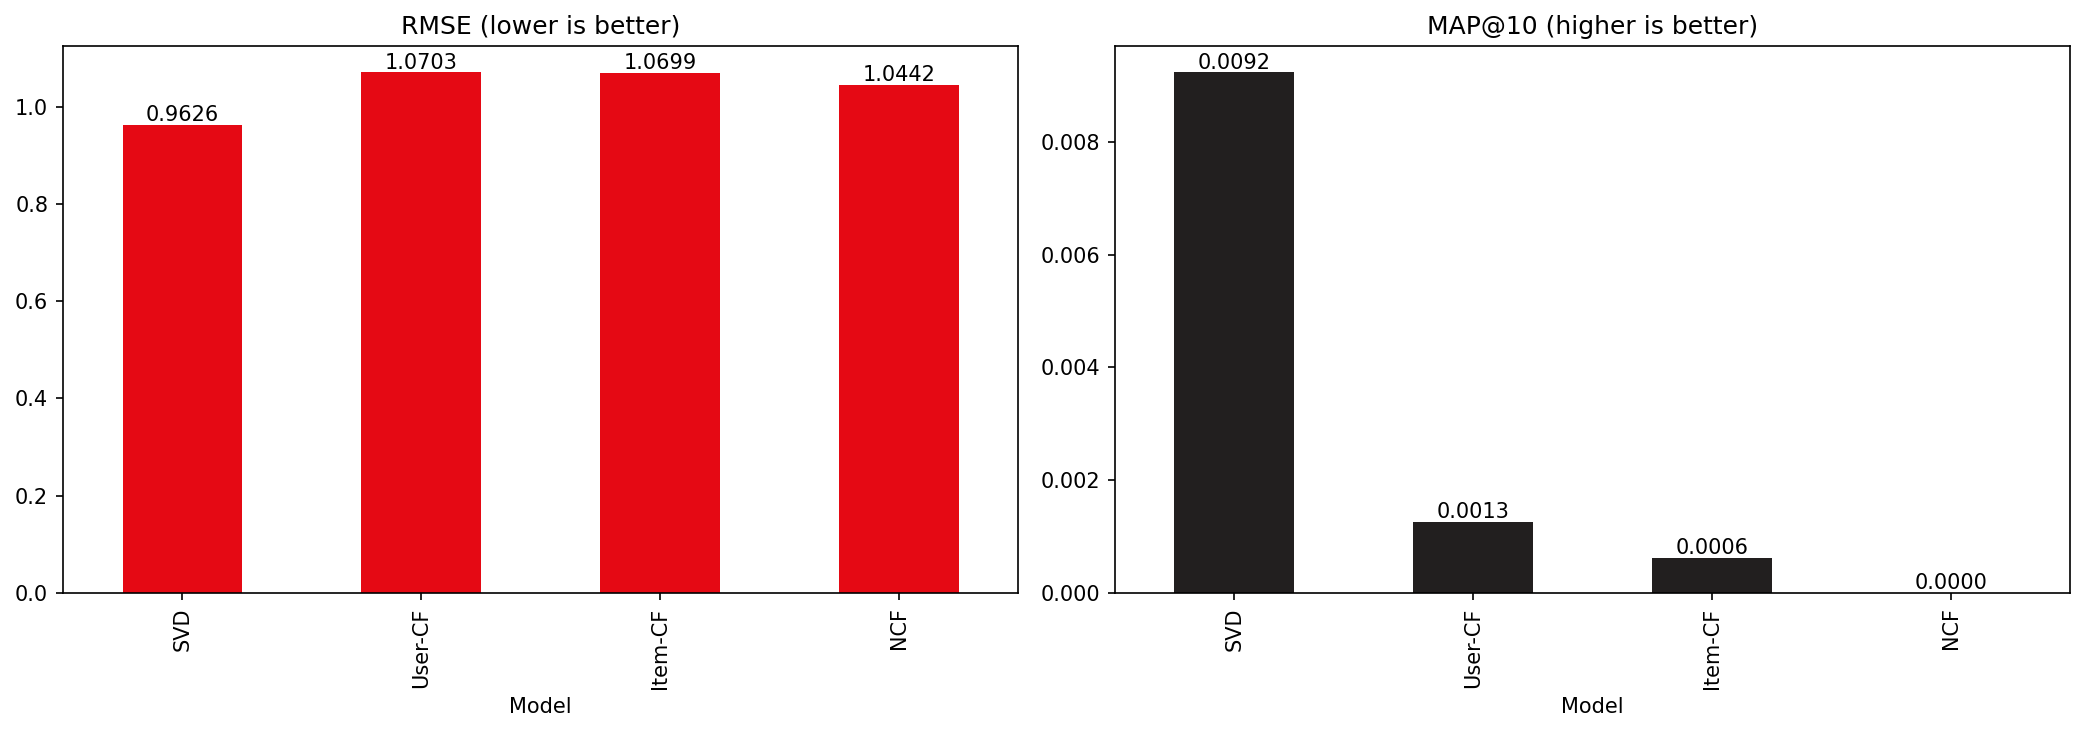 RMSE (lower is better)
1.0703
1.0699
1.0442
0.9626
1.0
0.8
0.6
0.4
0.2
0.0
SVD
User-CF
Item-CF
NCF
Model
MAP@10 (higher is better)
0.0092
0.0013
0.0006
0.0000
0.008
0.006
0.004
0.002
0.000
SVD
User-CF
Item-CF
NCF
Model